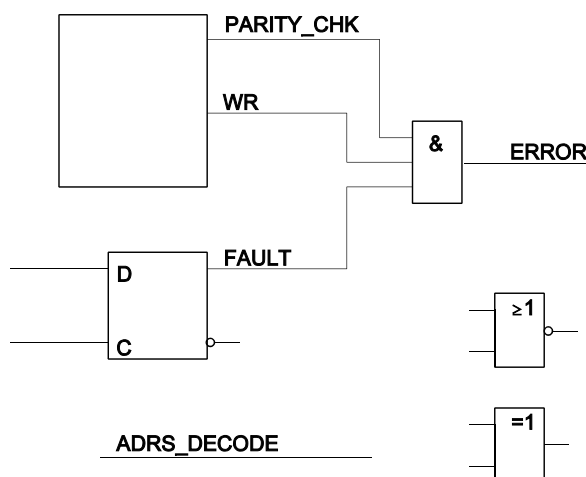 PARITY_CHK
WR
&
ERROR
FAULT
D
C
≥1
=1
ADRS_DECODE